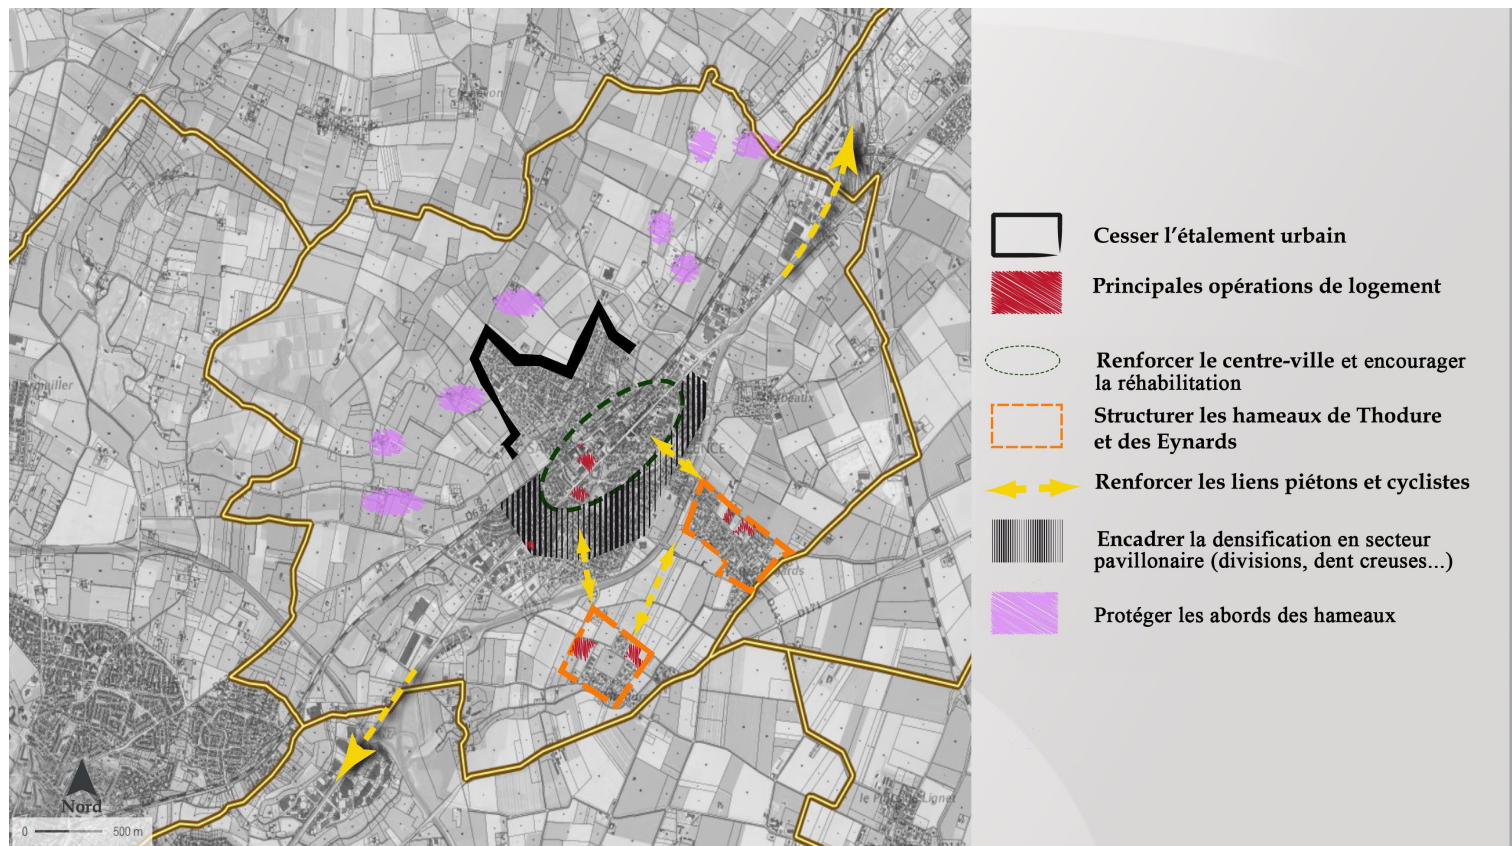 Cesser l'étalement urbain
Principales opérations de logement
Renforcer le centre-ville et encourager
la réhabilitation
Structurer les hameaux de Thodure
et des Eynards
Renforcer les liens piétons et cyclistes
Encadrer la densification en secteur
pavillonaire (divisions, dent creuses...)
Protéger les abords des hameaux
D532
D171
Nord
0 500 m